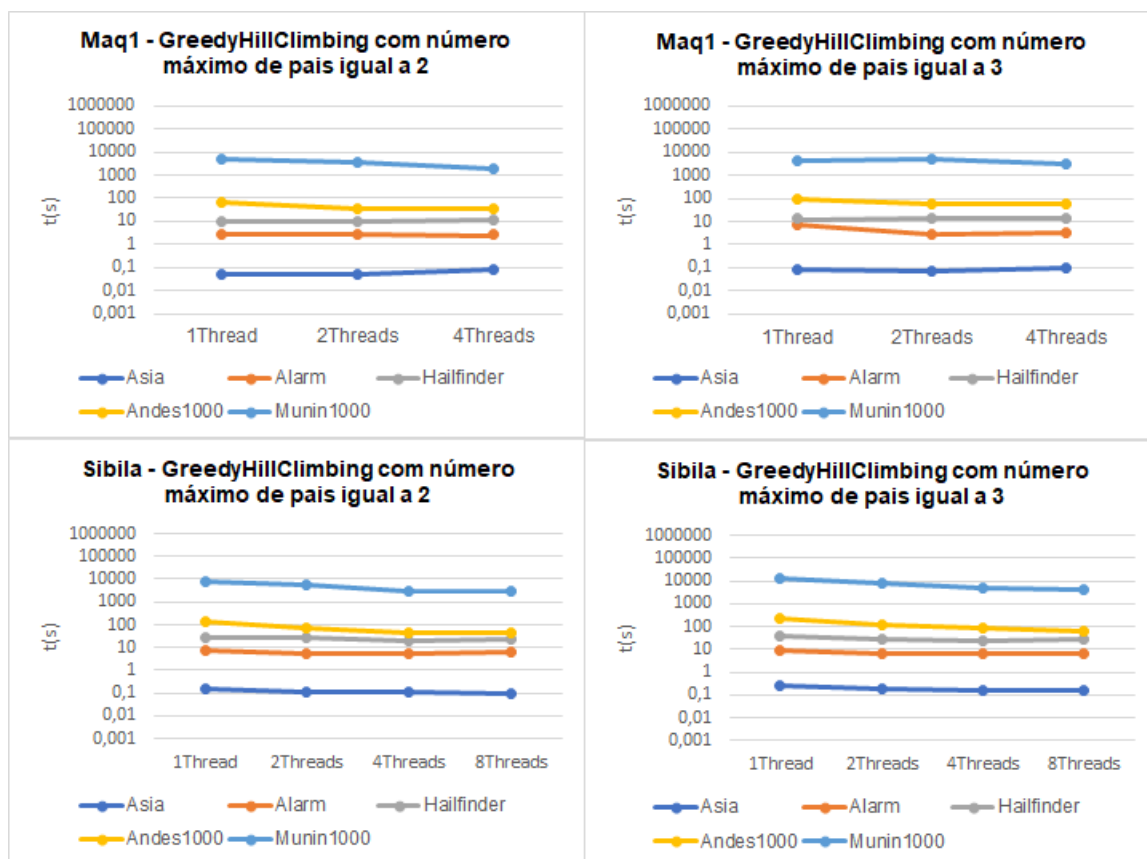 Maq1 - GreedyHillClimbing com número
máximo de pais igual a 2
1000000
100000
10000
1000
100
10
1
0,1
0,01
0,001
t(s)
1Thread 2Threads 4Threads
Asia Alarm Hailfinder
Andes1000 Munin1000
Maq1 - GreedyHillClimbing com número
máximo de pais igual a 3
1000000
100000
10000
1000
100
10
1
0,1
0,01
0,001
t(s)
1Thread 2Threads 4Threads
Asia Alarm Hailfinder
Andes1000 Munin1000
Sibila - GreedyHillClimbing com número
máximo de pais igual a 2
1000000
100000
10000
1000
100
10
1
0,1
0,01
0,001
t(s)
1Thread 2Threads 4Threads 8Threads
Asia Alarm Hailfinder
Andes1000 Munin1000
Sibila - GreedyHillClimbing com número
máximo de pais igual a 3
1000000
100000
10000
1000
100
10
1
0,1
0,01
0,001
t(s)
1Thread 2Threads 4Threads 8Threads
Asia Alarm Hailfinder
Andes1000 Munin1000